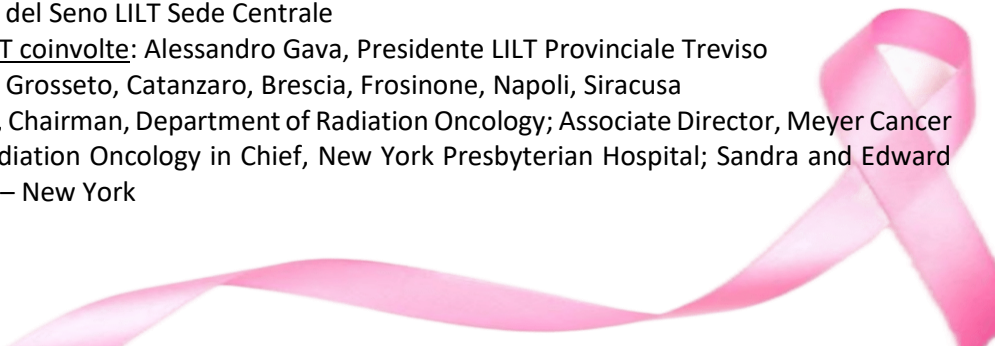 del Seno LILT Sede Centrale
T coinvolte: Alessandro Gava, Presidente LILT Provinciale Treviso
Grosseto, Catanzaro, Brescia, Frosinone, Napoli, Siracusa
, Chairman, Department of Radiation Oncology; Associate Director, Meyer Cancer
diation Oncology in Chief, New York Presbyterian Hospital; Sandra and Edward
– New York